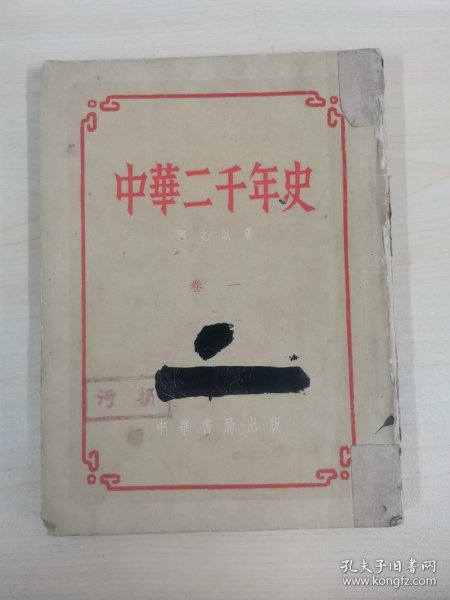 中華二千年史
之誠著
卷一
中華書局出版
孔夫子旧书网
www.kongfz.com